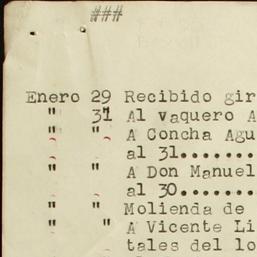 ###
Enero 29 Recibido gir
" 31 Al vaquero A
" " A Concha Agu
al 31.......
" " A Don Manuel
al 30.......
" " Molienda de
" " A Vicente Li
tales del lo